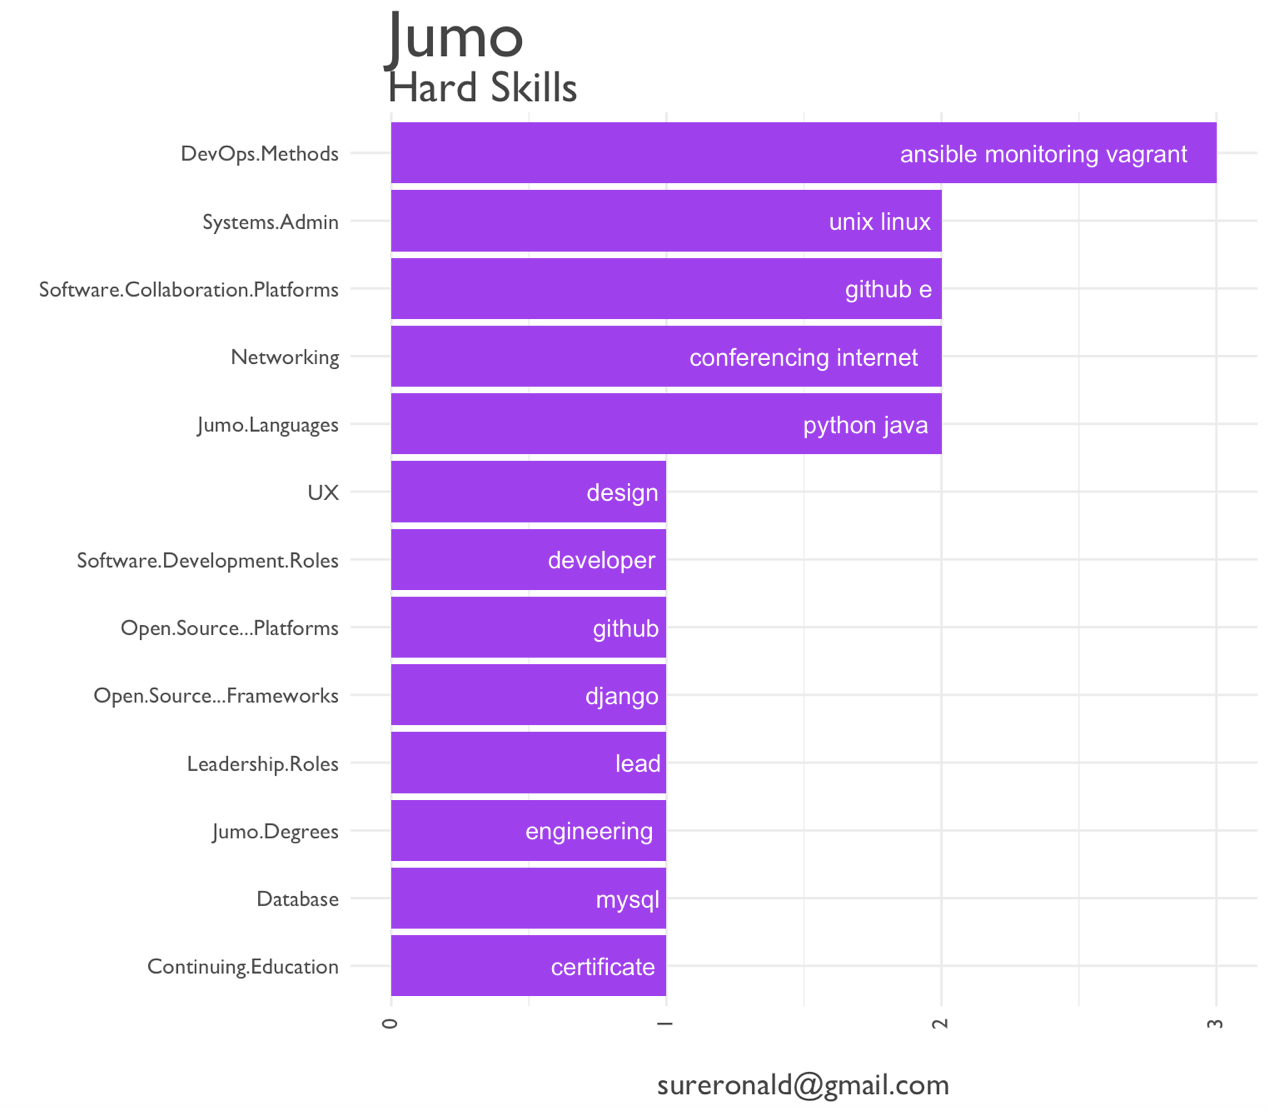 Jumo
Hard Skills
DevOps.Methods ansible monitoring vagrant
Systems.Admin unix linux
Software.Collaboration.Platforms github e
Networking conferencing internet
Jumo.Languages python java
UX design
Software.Development.Roles developer
Open.Source...Platforms github
Open.Source...Frameworks django
Leadership.Roles lead
Jumo.Degrees engineering
Database mysql
Continuing.Education certificate
0 1 2 3
sureronald@gmail.com